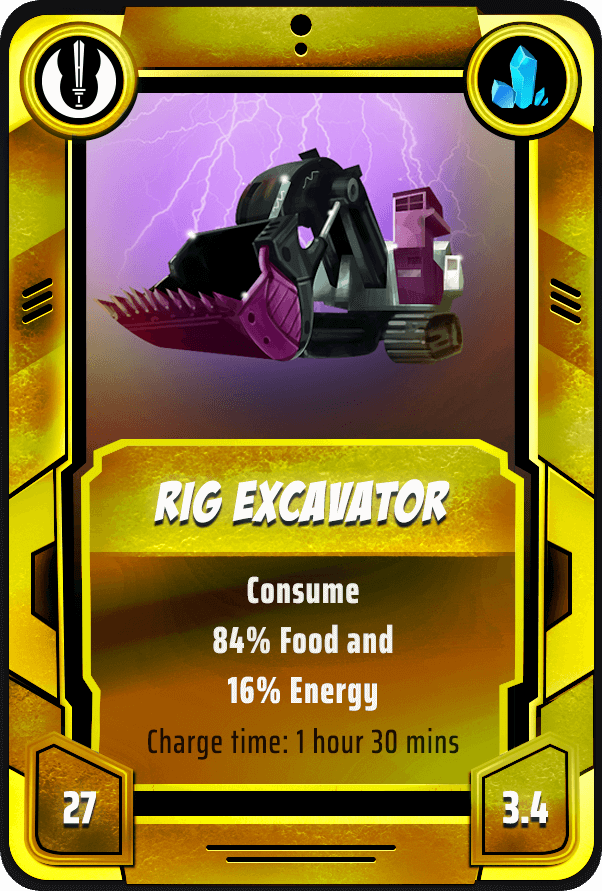 RIG EXCAVATOR
Consume
84% Food and
16% Energy
Charge time: 1 hour 30 mins
27
3.4